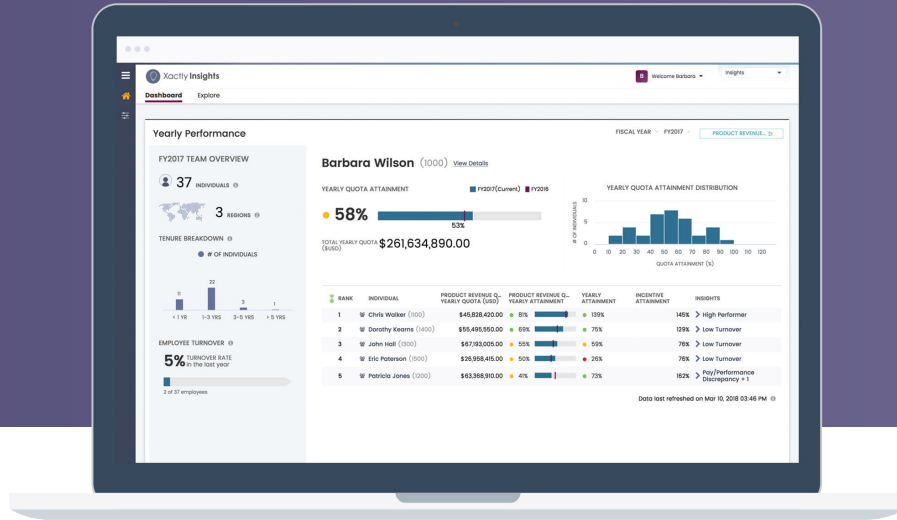 Xactly Insights
B Welcome Barbara
Insights
Dashboard Explore
Yearly Performance
FISCAL YEAR FY2017 PRODUCT REVENUE...
FY2017 TEAM OVERVIEW
37 INDIVIDUALS
3 REGIONS
TENURE BREAKDOWN
# OF INDIVIDUALS
11 22 3 1
< 1 YR 1-3 YRS 3-5 YRS > 5 YRS
EMPLOYEE TURNOVER
5% TURNOVER RATE
in the last year
2 of 37 employees
Barbara Wilson (1000) View Details
YEARLY QUOTA ATTAINMENT FY2017(Current) FY2016
58%
53%
TOTAL YEARLY QUOTA
($USD)
$261,634,890.00
YEARLY QUOTA ATTAINMENT DISTRIBUTION
# OF INDIVIDUALS
10
5
0
0 10 20 30 40 50 60 70 80 90 100 110 120
QUOTA ATTAINMENT (%)
RANK INDIVIDUAL PRODUCT REVENUE Q... YEARLY QUOTA (USD) PRODUCT REVENUE Q... YEARLY ATTAINMENT YEARLY ATTAINMENT INCENTIVE ATTAINMENT INSIGHTS
1 Chris Walker (1100) $45,828,420.00 81% 139% 145% High Performer
2 Dorothy Kearns (1400) $55,495,550.00 69% 75% 129% Low Turnover
3 John Hall (1300) $67,193,005.00 55% 59% 76% Low Turnover
4 Eric Paterson (1500) $26,958,415.00 50% 26% 76% Low Turnover
5 Patricia Jones (1200) $63,368,910.00 41% 73% 162% Pay/Performance
Discrepancy + 1
Data last refreshed on Mar 10, 2018 03:46 PM